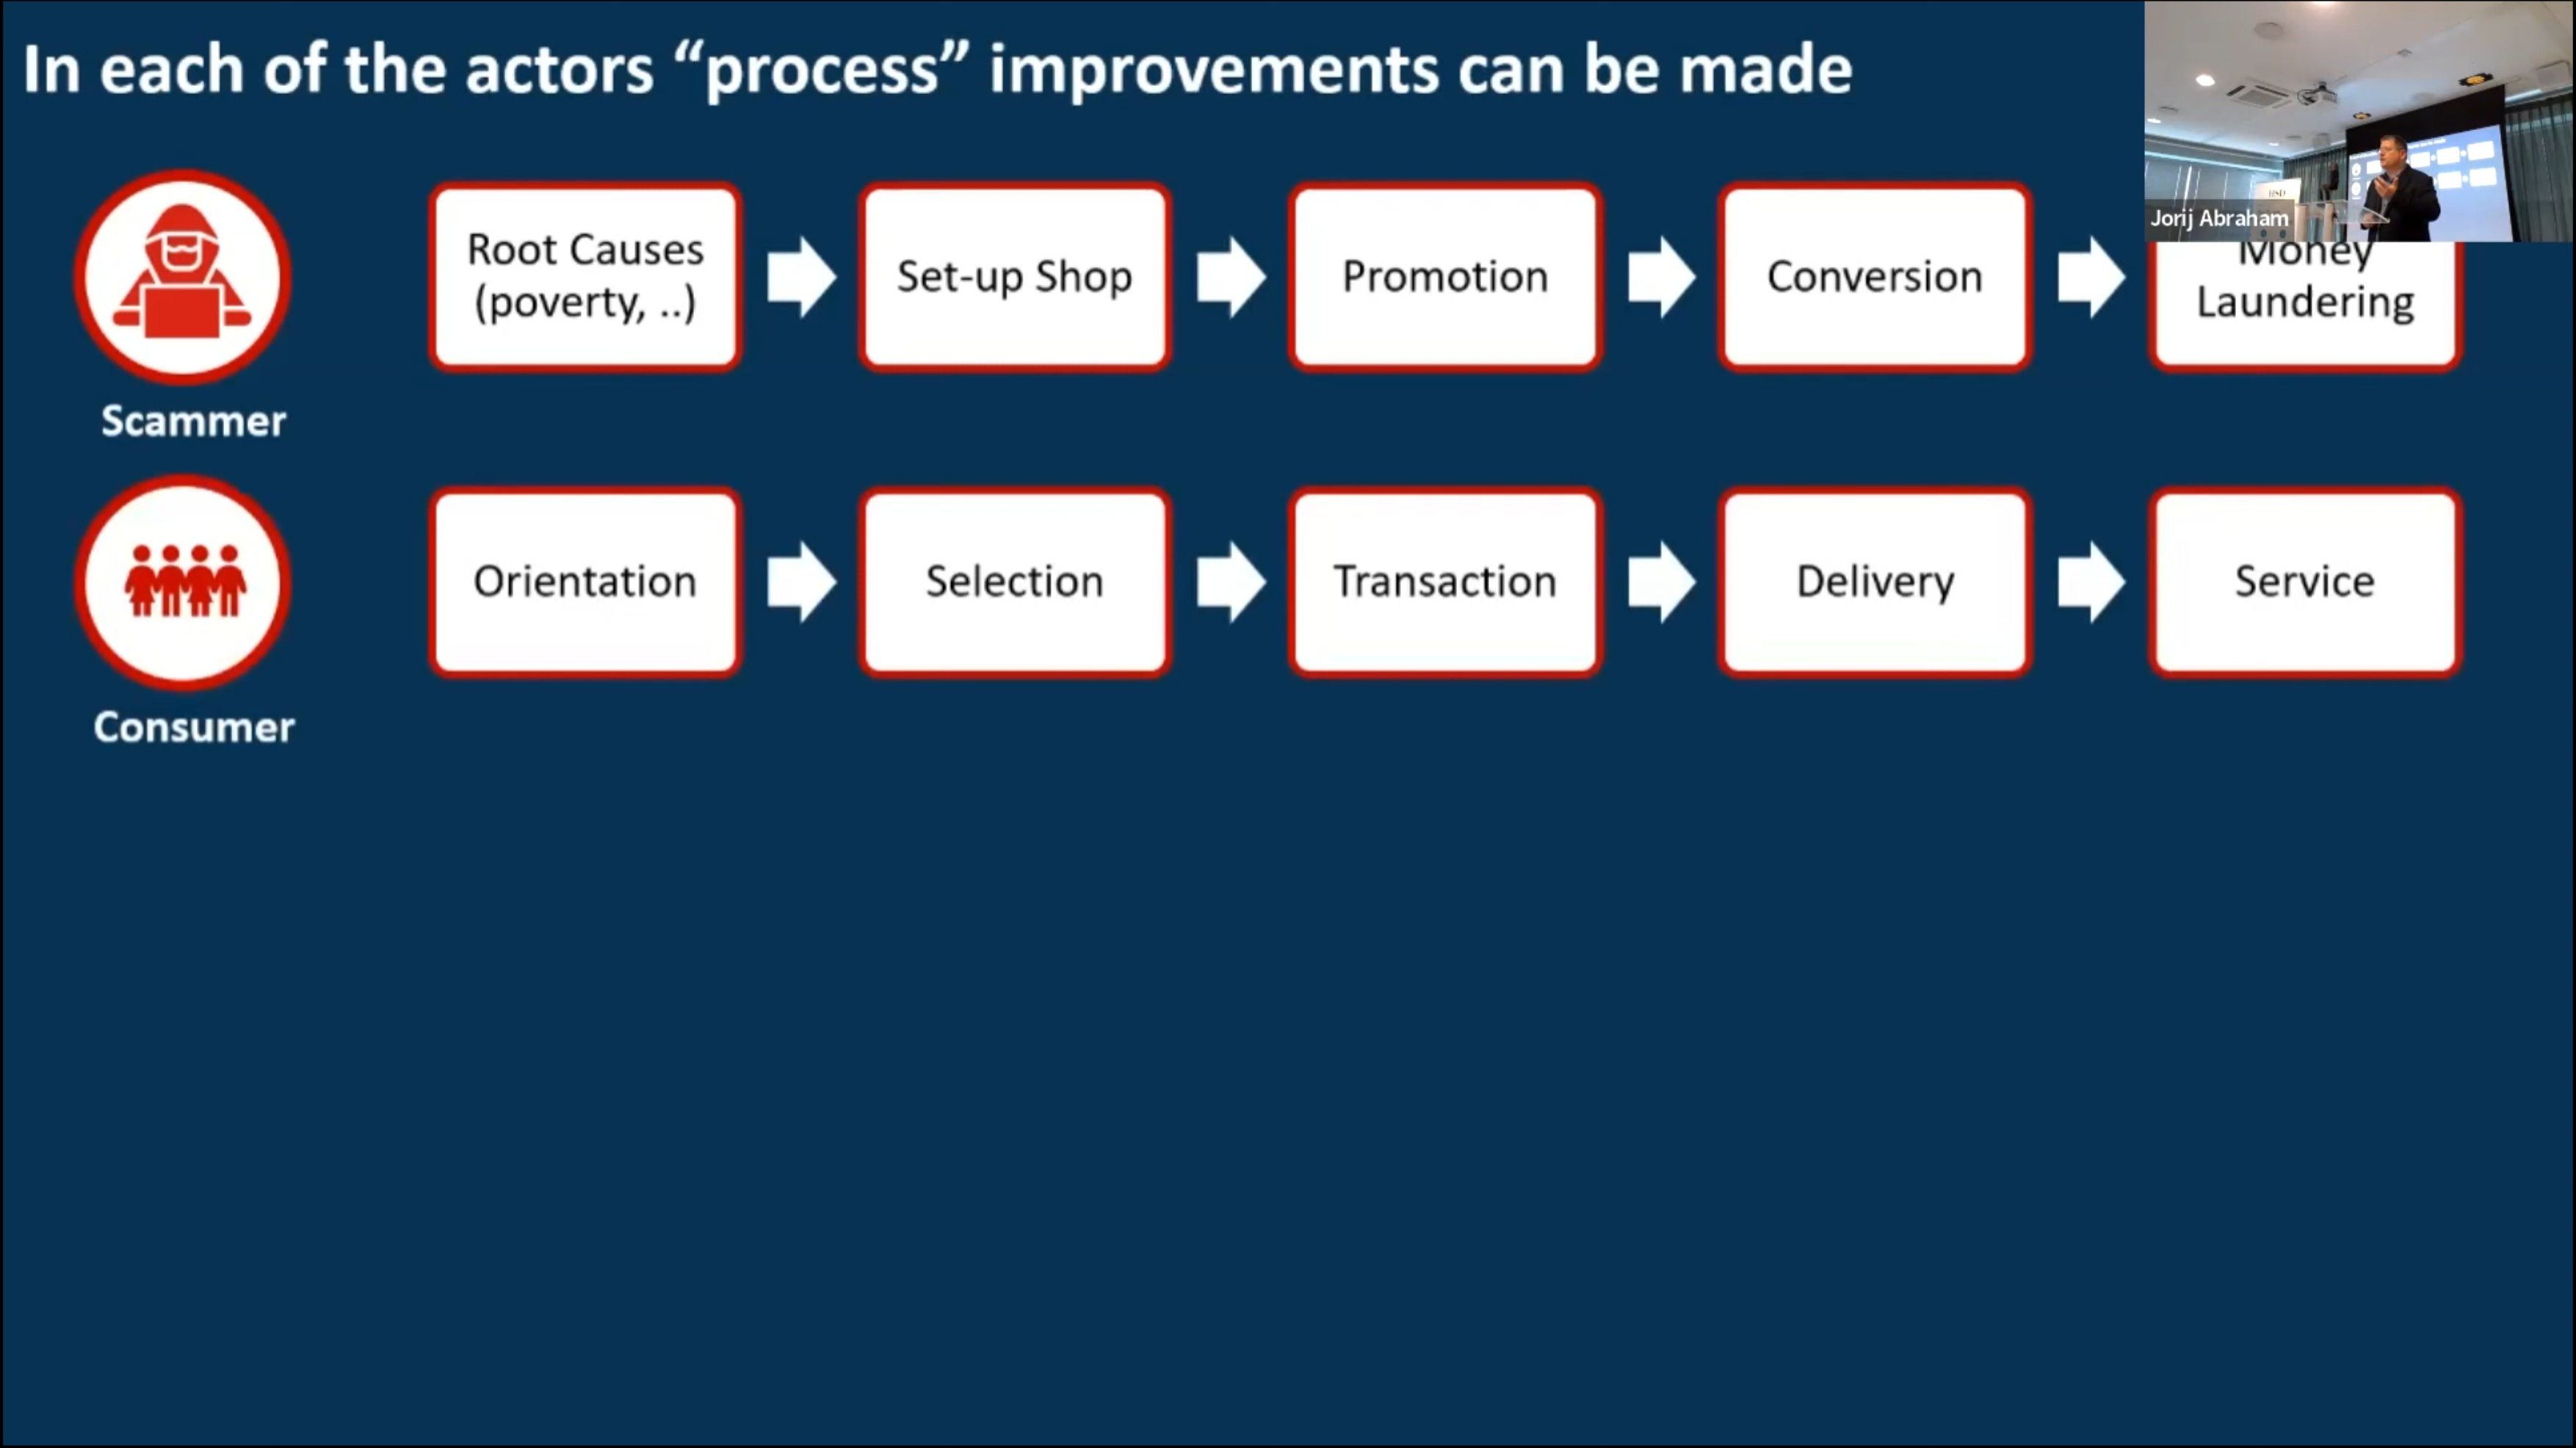 In each of the actors “process” improvements can be made
Jorij Abraham
Root Causes
(poverty, ..)
Set-up Shop
Promotion
Conversion
Money
Laundering
Scammer
Orientation
Selection
Transaction
Delivery
Service
Consumer